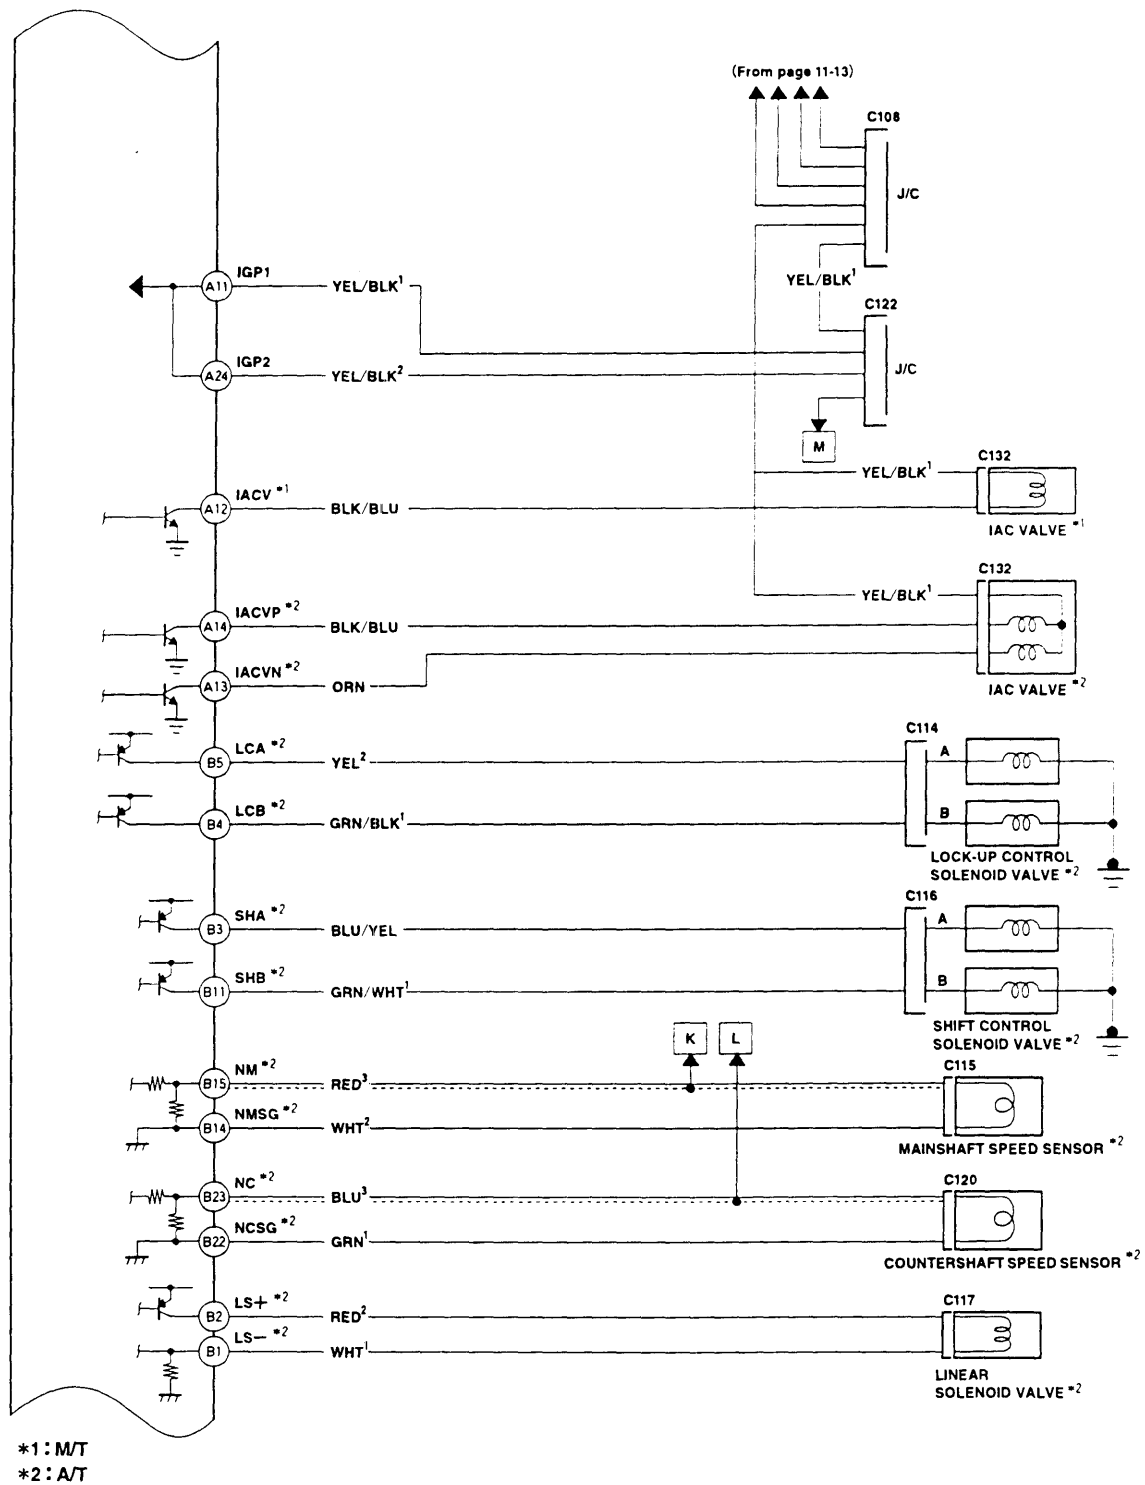 (From page 11-13)
C108
J/C
A11 IGP1 YEL/BLK1
YEL/BLK1
C122
A24 IGP2 YEL/BLK2
J/C
M
C132
YEL/BLK1
A12 IACV *1 BLK/BLU
IAC VALVE *1
C132
YEL/BLK1
A14 IACVP *2 BLK/BLU
A13 IACVN *2 ORN
IAC VALVE *2
C114
B5 LCA *2 YEL2 A
B4 LCB *2 GRN/BLK1 B
LOCK-UP CONTROL
SOLENOID VALVE *2
C116
B3 SHA *2 BLU/YEL A
B11 SHB *2 GRN/WHT1 B
SHIFT CONTROL
SOLENOID VALVE *2
K L
C115
B15 NM *2 RED3
B14 NMSG *2 WHT2
MAINSHAFT SPEED SENSOR *2
C120
B23 NC *2 BLU3
B22 NCSG *2 GRN1
COUNTERSHAFT SPEED SENSOR *2
C117
B2 LS+ *2 RED2
B1 LS− *2 WHT1
LINEAR
SOLENOID VALVE *2
*1: M/T
*2: A/T